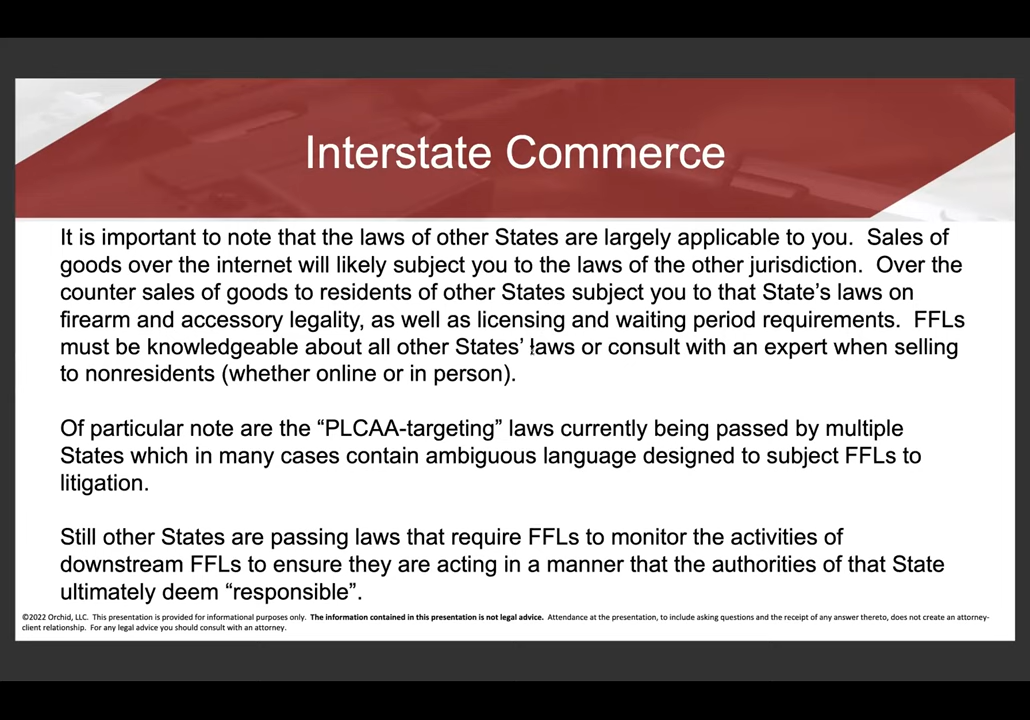 Interstate Commerce
It is important to note that the laws of other States are largely applicable to you.  Sales of
goods over the internet will likely subject you to the laws of the other jurisdiction.  Over the
counter sales of goods to residents of other States subject you to that State’s laws on
firearm and accessory legality, as well as licensing and waiting period requirements.  FFLs
must be knowledgeable about all other States’ laws or consult with an expert when selling
to nonresidents (whether online or in person).
Of particular note are the “PLCAA-targeting” laws currently being passed by multiple
States which in many cases contain ambiguous language designed to subject FFLs to
litigation.
Still other States are passing laws that require FFLs to monitor the activities of
downstream FFLs to ensure they are acting in a manner that the authorities of that State
ultimately deem “responsible”.
©2022 Orchid, LLC.  This presentation is provided for informational purposes only.  The information contained in this presentation is not legal advice.  Attendance at the presentation, to include asking questions and the receipt of any answer thereto, does not create an attorney-
client relationship.  For any legal advice you should consult with an attorney.